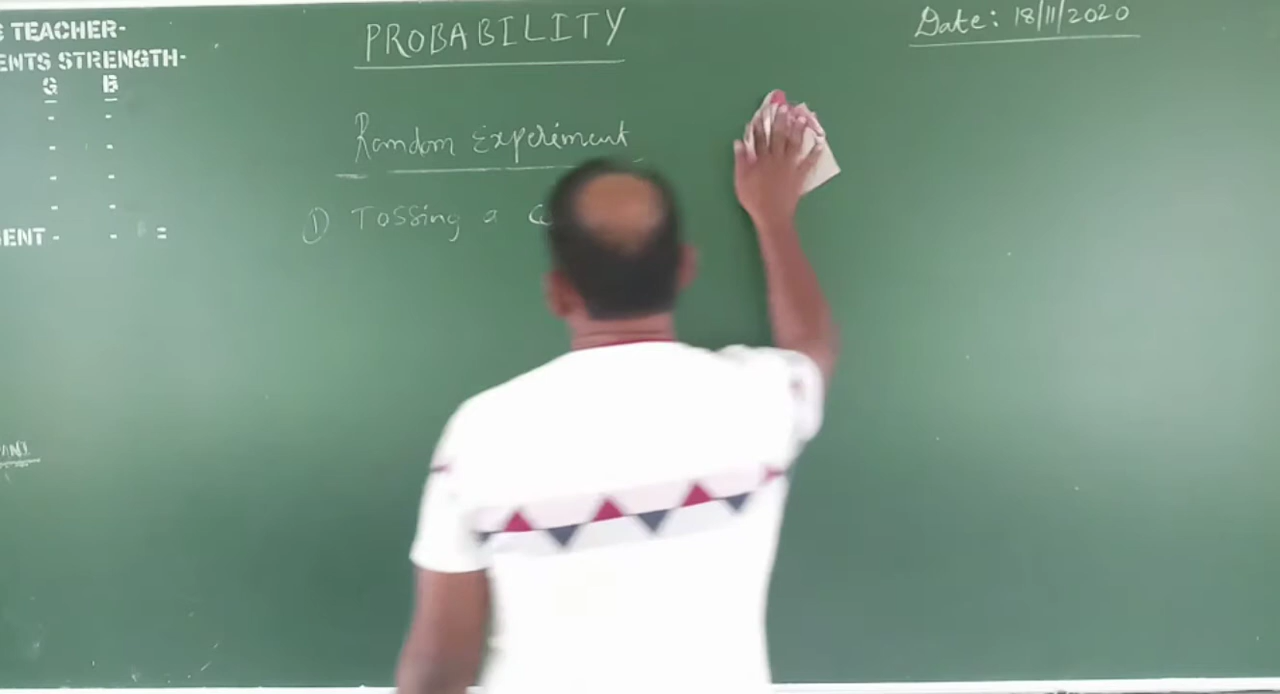 TEACHER-
ENTS STRENGTH-
G B
ENT - - =
PROBABILITY
Date: 18/11/2020
Random Experiment
① Tossing a